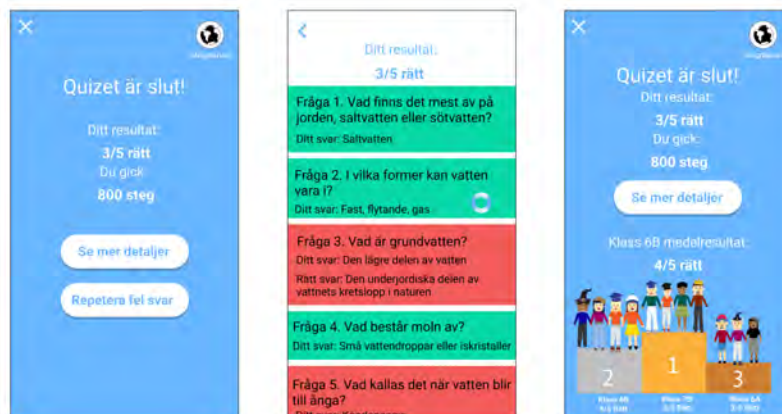 Quizet är slut!
Ditt resultat:
3/5 rätt
Du gick:
800 steg
Se mer detaljer
Repetera fel svar
Ditt resultat:
3/5 rätt
Fråga 1. Vad finns det mest av på
jorden, saltvatten eller sötvatten?
Ditt svar: Saltvatten
Fråga 2. I vilka former kan vatten
vara i?
Ditt svar: Fast, flytande, gas
Fråga 3. Vad är grundvatten?
Ditt svar: Den lägre delen av vatten
Rätt svar: Den underjordiska delen av
vattnets kretslopp i naturen
Fråga 4. Vad består moln av?
Ditt svar: Små vattendroppar eller iskristaller
Fråga 5. Vad kallas det när vatten blir
till ånga?
Quizet är slut!
Ditt resultat:
3/5 rätt
Du gick:
800 steg
Se mer detaljer
Klass 6B medelresultat:
4/5 rätt
2
1
3